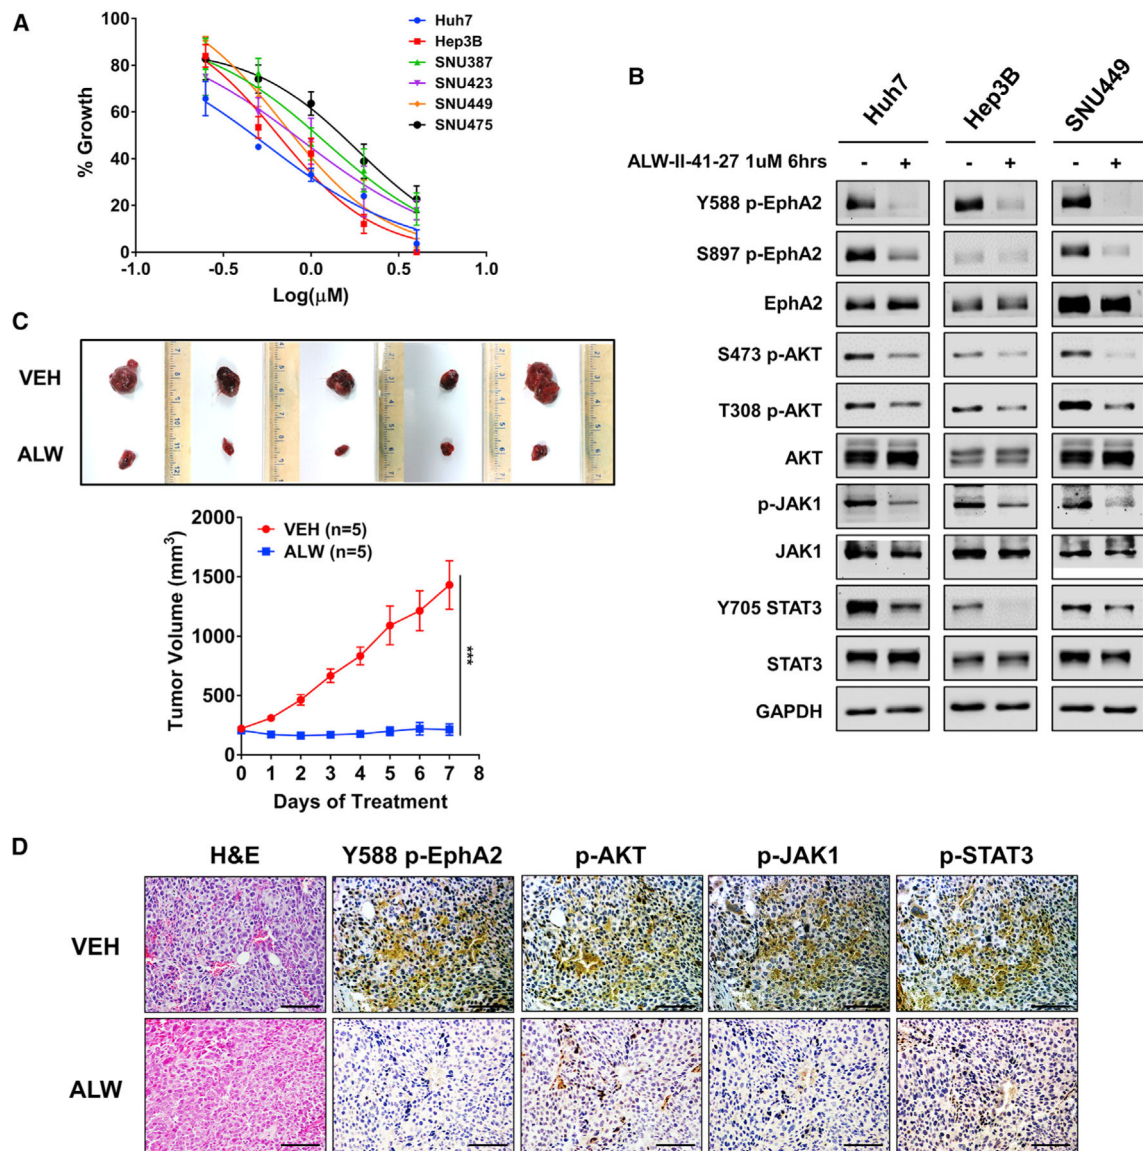 A
100
80
60
40
20
0
% Growth
-1.0
-0.5
0.0
0.5
1.0
Log(μM)
Huh7
Hep3B
SNU387
SNU423
SNU449
SNU475
B
Huh7
Hep3B
SNU449
ALW-II-41-27 1uM 6hrs
- + - + - +
Y588 p-EphA2
S897 p-EphA2
EphA2
S473 p-AKT
T308 p-AKT
AKT
p-JAK1
JAK1
Y705 STAT3
STAT3
GAPDH
C
VEH
ALW
Tumor Volume (mm³)
2000
1500
1000
500
0
VEH (n=5)
ALW (n=5)
***
0 1 2 3 4 5 6 7 8
Days of Treatment
D
H&E
Y588 p-EphA2
p-AKT
p-JAK1
p-STAT3
VEH
ALW